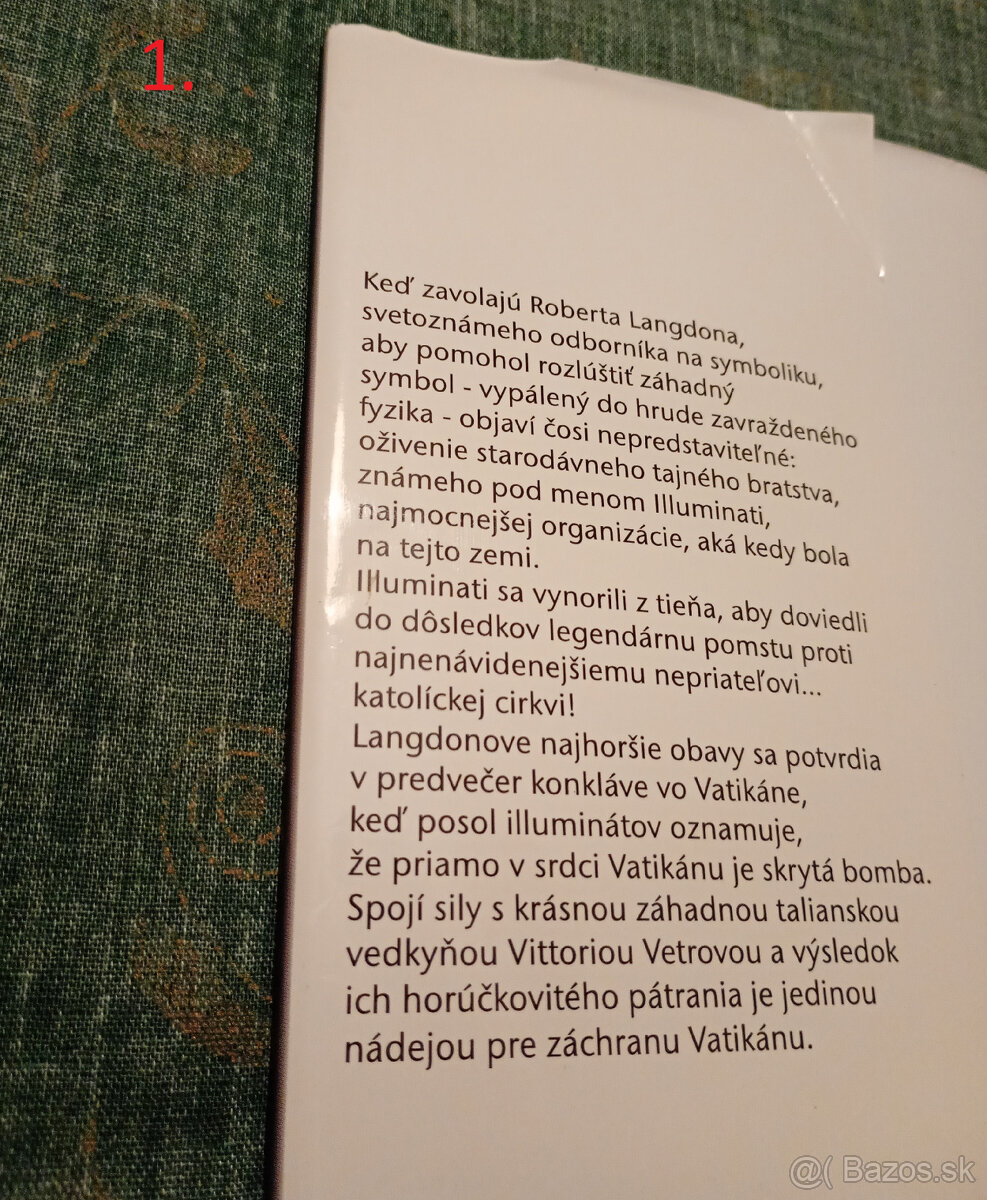 1.
Keď zavolajú Roberta Langdona,
svetoznámeho odborníka na symboliku,
aby pomohol rozlúštiť záhadný
symbol - vypálený do hrude zavraždeného
fyzika - objaví čosi nepredstaviteľné:
oživenie starodávneho tajného bratstva,
známeho pod menom Illuminati,
najmocnejšej organizácie, aká kedy bola
na tejto zemi.
Illuminati sa vynorili z tieňa, aby doviedli
do dôsledkov legendárnu pomstu proti
najnenávidenejšiemu nepriateľovi...
katolíckej cirkvi!
Langdonove najhoršie obavy sa potvrdia
v predvečer konkláve vo Vatikáne,
keď posol illuminátov oznamuje,
že priamo v srdci Vatikánu je skrytá bomba.
Spojí sily s krásnou záhadnou talianskou
vedkyňou Vittoriou Vetrovou a výsledok
ich horúčkovitého pátrania je jedinou
nádejou pre záchranu Vatikánu.
@( Bazos.sk